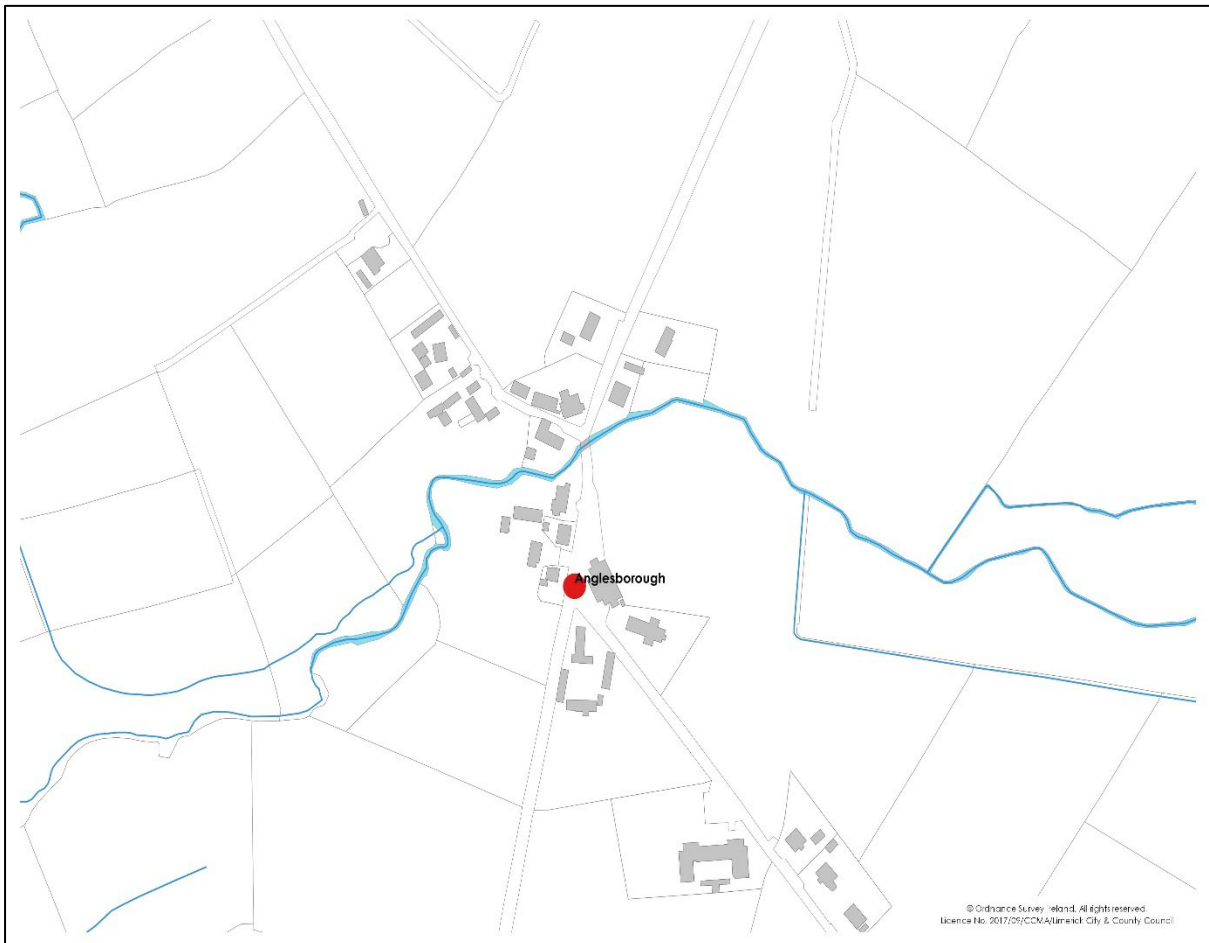 Anglesborough
© Ordnance Survey Ireland. All rights reserved.
Licence No. 2017/09/CCMA/Limerick City & County Council